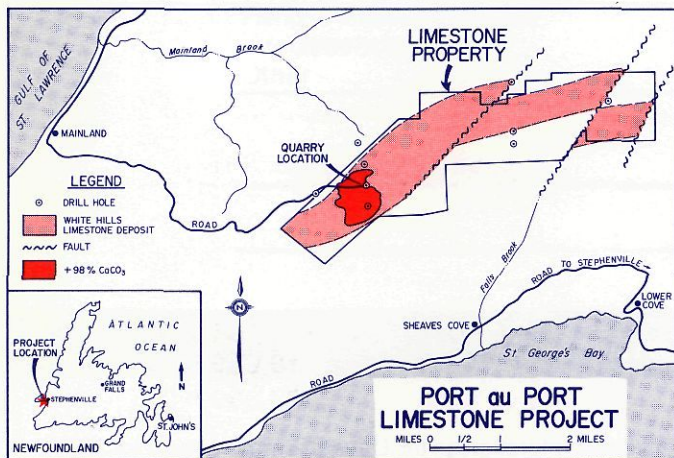 GULF OF
ST. LAWRENCE
Mainland Brook
MAINLAND
LIMESTONE
PROPERTY
QUARRY
LOCATION
ROAD
LEGEND
DRILL HOLE
WHITE HILLS
LIMESTONE DEPOSIT
FAULT
+98% CaCO₃
N
Falls Brook
ROAD TO STEPHENVILLE
LOWER
COVE
SHEAVES COVE
St George's Bay
ROAD
ATLANTIC
OCEAN
PROJECT
LOCATION
STEPHENVILLE
GRAND
FALLS
N
ST. JOHN'S
NEWFOUNDLAND
PORT au PORT
LIMESTONE PROJECT
MILES 0 1/2 1 2 MILES